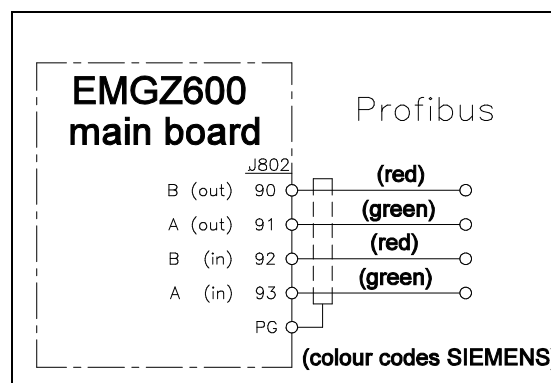 EMGZ600
main board
Profibus
J802
B (out) 90 (red)
A (out) 91 (green)
B (in) 92 (red)
A (in) 93 (green)
PG
(colour codes SIEMENS)